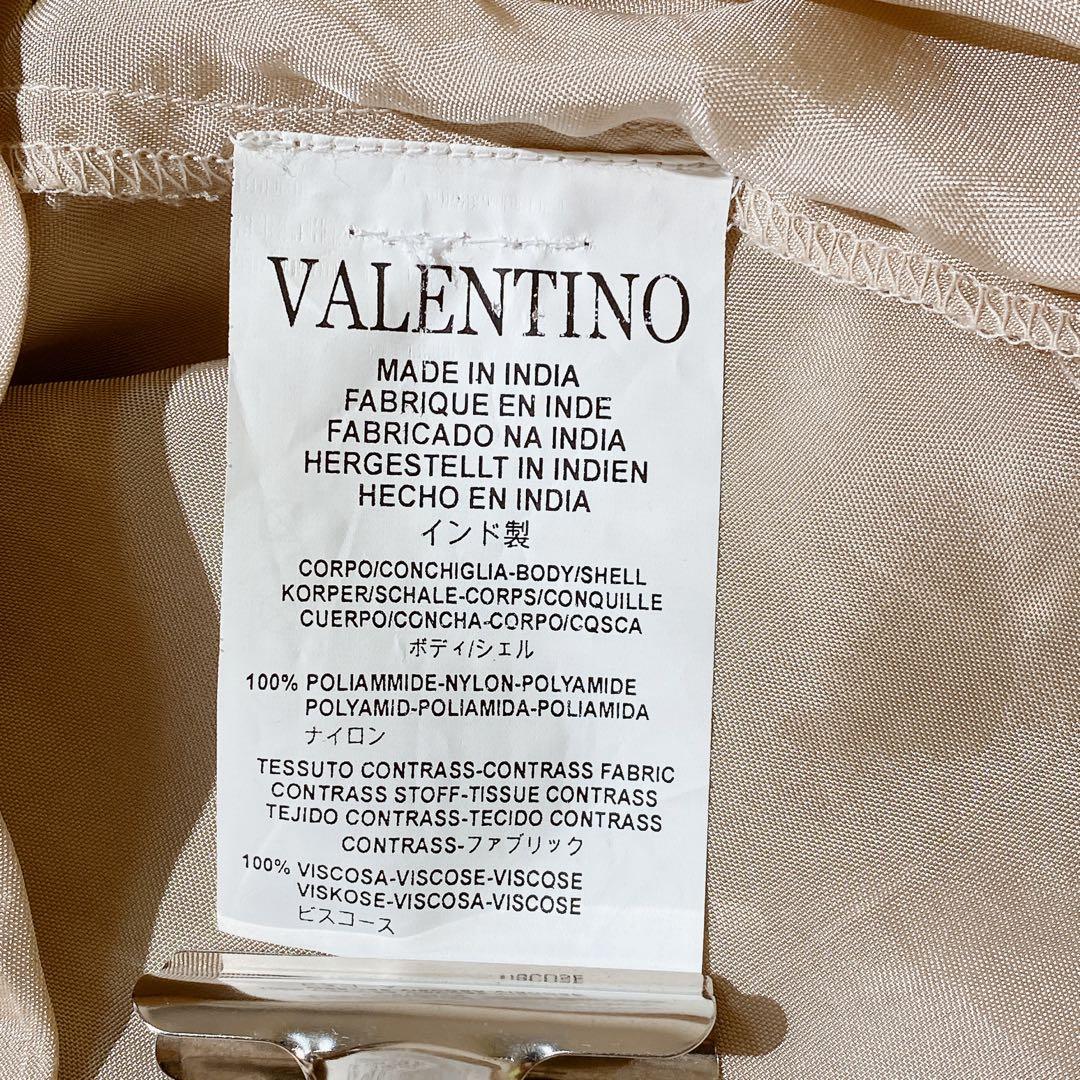 VALENTINO
MADE IN INDIA
FABRIQUE EN INDE
FABRICADO NA INDIA
HERGESTELLT IN INDIEN
HECHO EN INDIA
インド製
CORPO/CONCHIGLIA-BODY/SHELL
KORPER/SCHALE-CORPS/CONQUILLE
CUERPO/CONCHA-CORPO/CQSCA
ボディ/シェル
100% POLIAMMIDE-NYLON-POLYAMIDE
POLYAMID-POLIAMIDA-POLIAMIDA
ナイロン
TESSUTO CONTRASS-CONTRASS FABRIC
CONTRASS STOFF-TISSUE CONTRASS
TEJIDO CONTRASS-TECIDO CONTRASS
CONTRASS-ファブリック
100% VISCOSA-VISCOSE-VISCQSE
VISKOSE-VISCOSA-VISCOSE
ビスコース